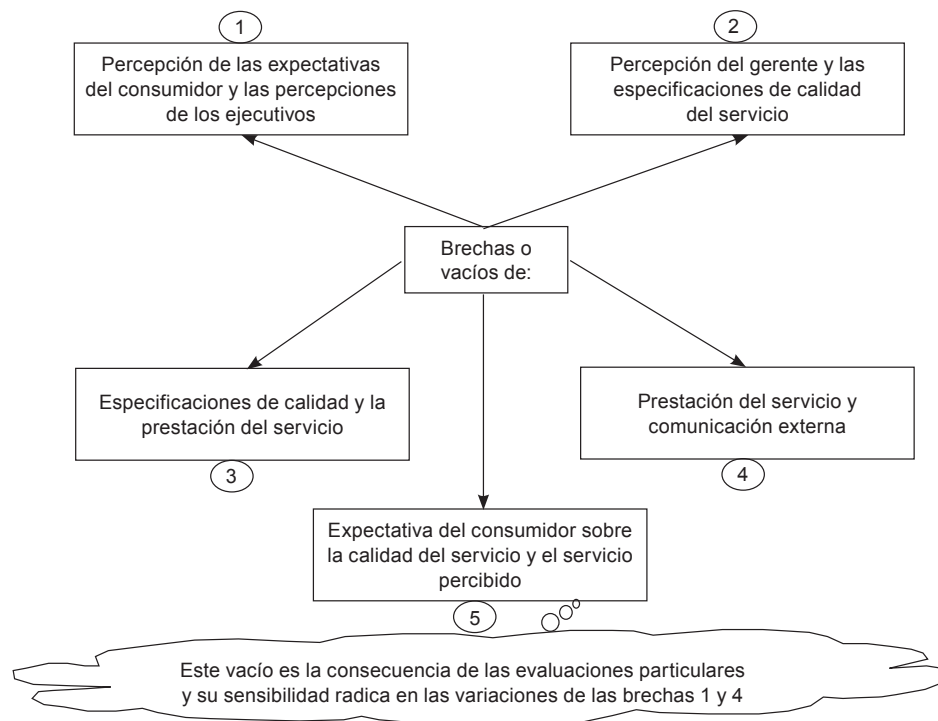 1
Percepción de las expectativas
del consumidor y las percepciones
de los ejecutivos
2
Percepción del gerente y las
especificaciones de calidad
del servicio
Brechas o
vacíos de:
Especificaciones de calidad y la
prestación del servicio
3
Prestación del servicio y
comunicación externa
4
Expectativa del consumidor sobre
la calidad del servicio y el servicio
percibido
5
Este vacío es la consecuencia de las evaluaciones particulares
y su sensibilidad radica en las variaciones de las brechas 1 y 4